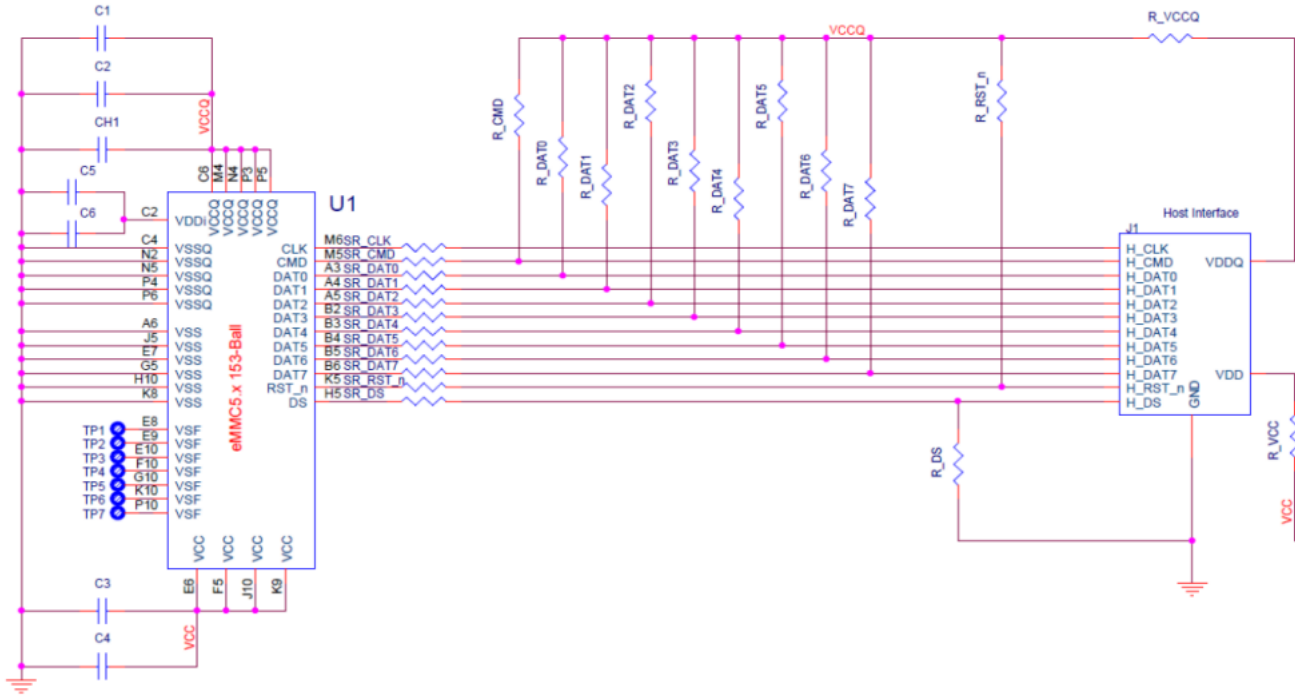 C1
C2
VCCQ
CH1
C5
C6
C2
C6 M4 N4 P3 P5
U1
VDDi
VCCQ VCCQ VCCQ VCCQ VCCQ
C4 VSSQ
N2 VSSQ
N5 VSSQ
P4 VSSQ
P6 VSSQ
A6 VSS
J5 VSS
E7 VSS
G5 VSS
H10 VSS
K8 VSS
TP1 E8 VSF
TP2 E9 VSF
TP3 E10 VSF
TP4 F10 VSF
TP5 G10 VSF
TP6 K10 VSF
TP7 P10 VSF
eMMC5.x 153-Ball
CLK M6 SR_CLK
CMD M5 SR_CMD
DAT0 A3 SR_DAT0
DAT1 A4 SR_DAT1
DAT2 A5 SR_DAT2
DAT3 B2 SR_DAT3
DAT4 B3 SR_DAT4
DAT5 B4 SR_DAT5
DAT6 B5 SR_DAT6
DAT7 B6 SR_DAT7
RST_n K5 SR_RST_n
DS H5 SR_DS
VCC VCC VCC VCC
E6 F5 J10 K9
C3
VCC
C4
VCCQ
R_VCCQ
R_CMD
R_DAT0
R_DAT1
R_DAT2
R_DAT3
R_DAT4
R_DAT5
R_DAT6
R_DAT7
R_RST_n
R_DS
Host Interface
J1
H_CLK
H_CMD
H_DAT0
H_DAT1
H_DAT2
H_DAT3
H_DAT4
H_DAT5
H_DAT6
H_DAT7
H_RST_n
H_DS
VDDQ
VDD
GND
R_VCC
VCC